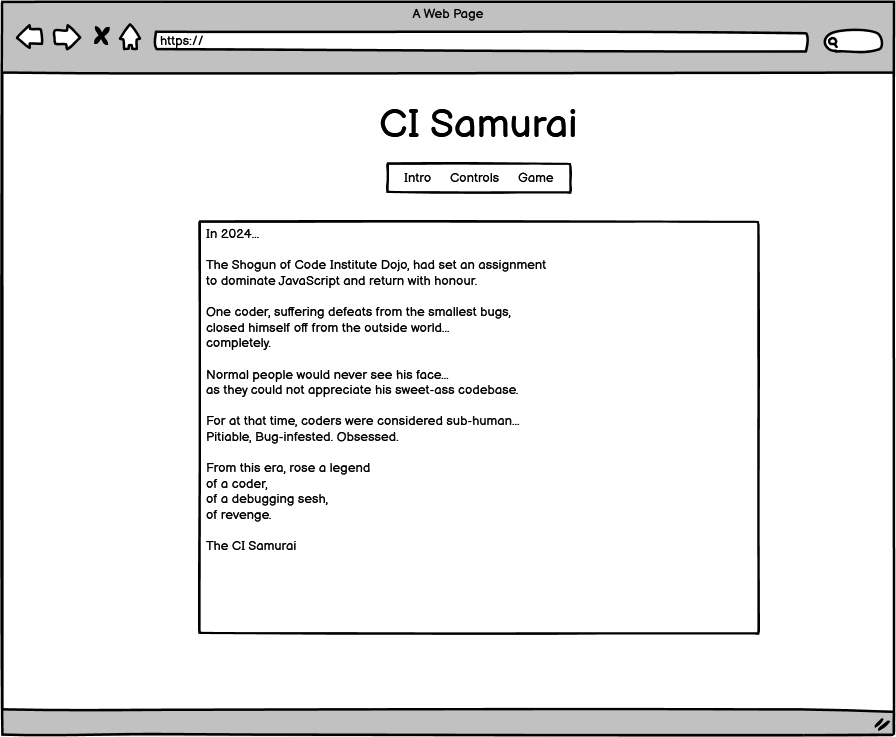 A Web Page
https://
CI Samurai
Intro Controls Game
In 2024...
The Shogun of Code Institute Dojo, had set an assignment
to dominate JavaScript and return with honour.
One coder, suffering defeats from the smallest bugs,
closed himself off from the outside world...
completely.
Normal people would never see his face...
as they could not appreciate his sweet-ass codebase.
For at that time, coders were considered sub-human...
Pitiable, Bug-infested. Obsessed.
From this era, rose a legend
of a coder,
of a debugging sesh,
of revenge.
The CI Samurai